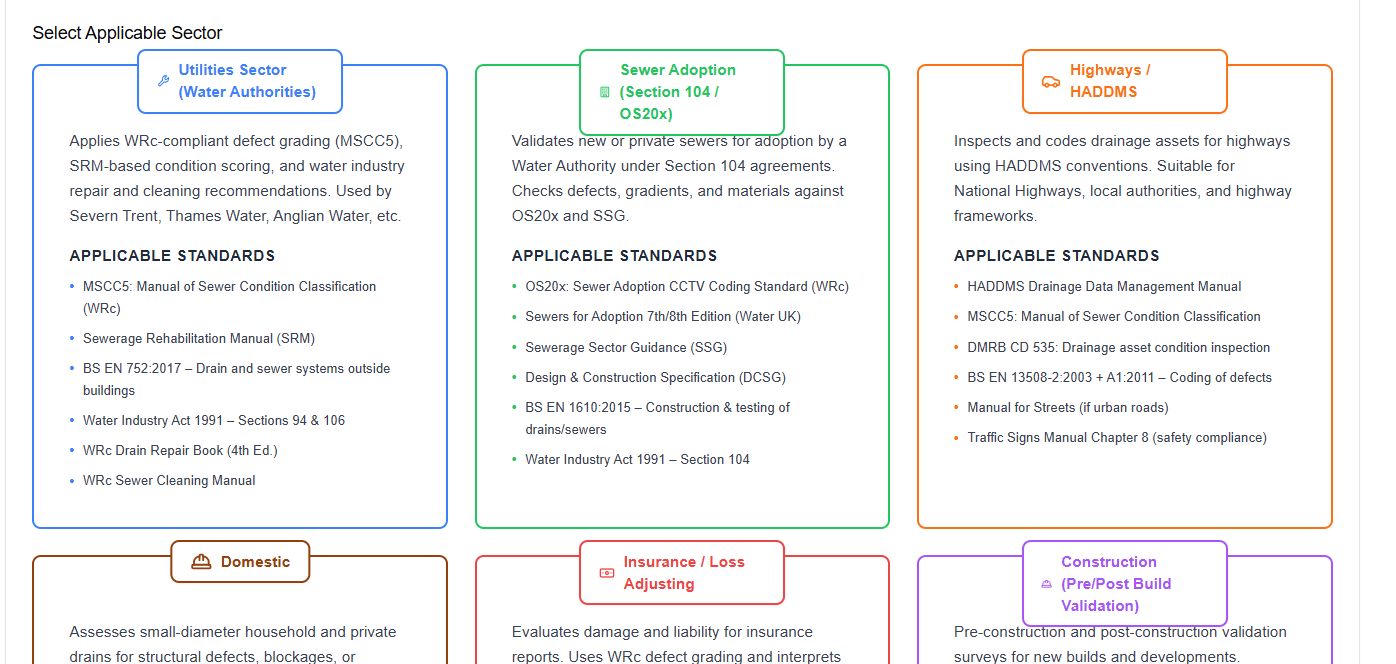 Select Applicable Sector
Utilities Sector
(Water Authorities)
Applies WRc-compliant defect grading (MSCC5),
SRM-based condition scoring, and water industry
repair and cleaning recommendations. Used by
Severn Trent, Thames Water, Anglian Water, etc.
APPLICABLE STANDARDS
• MSCC5: Manual of Sewer Condition Classification
(WRc)
• Sewerage Rehabilitation Manual (SRM)
• BS EN 752:2017 – Drain and sewer systems outside
buildings
• Water Industry Act 1991 – Sections 94 & 106
• WRc Drain Repair Book (4th Ed.)
• WRc Sewer Cleaning Manual
Sewer Adoption
(Section 104 /
OS20x)
Validates new or private sewers for adoption by a
Water Authority under Section 104 agreements.
Checks defects, gradients, and materials against
OS20x and SSG.
APPLICABLE STANDARDS
• OS20x: Sewer Adoption CCTV Coding Standard (WRc)
• Sewers for Adoption 7th/8th Edition (Water UK)
• Sewerage Sector Guidance (SSG)
• Design & Construction Specification (DCSG)
• BS EN 1610:2015 – Construction & testing of
drains/sewers
• Water Industry Act 1991 – Section 104
Highways /
HADDMS
Inspects and codes drainage assets for highways
using HADDMS conventions. Suitable for
National Highways, local authorities, and highway
frameworks.
APPLICABLE STANDARDS
• HADDMS Drainage Data Management Manual
• MSCC5: Manual of Sewer Condition Classification
• DMRB CD 535: Drainage asset condition inspection
• BS EN 13508-2:2003 + A1:2011 – Coding of defects
• Manual for Streets (if urban roads)
• Traffic Signs Manual Chapter 8 (safety compliance)
Domestic
Assesses small-diameter household and private
drains for structural defects, blockages, or
Insurance / Loss
Adjusting
Evaluates damage and liability for insurance
reports. Uses WRc defect grading and interprets
Construction
(Pre/Post Build
Validation)
Pre-construction and post-construction validation
surveys for new builds and developments.